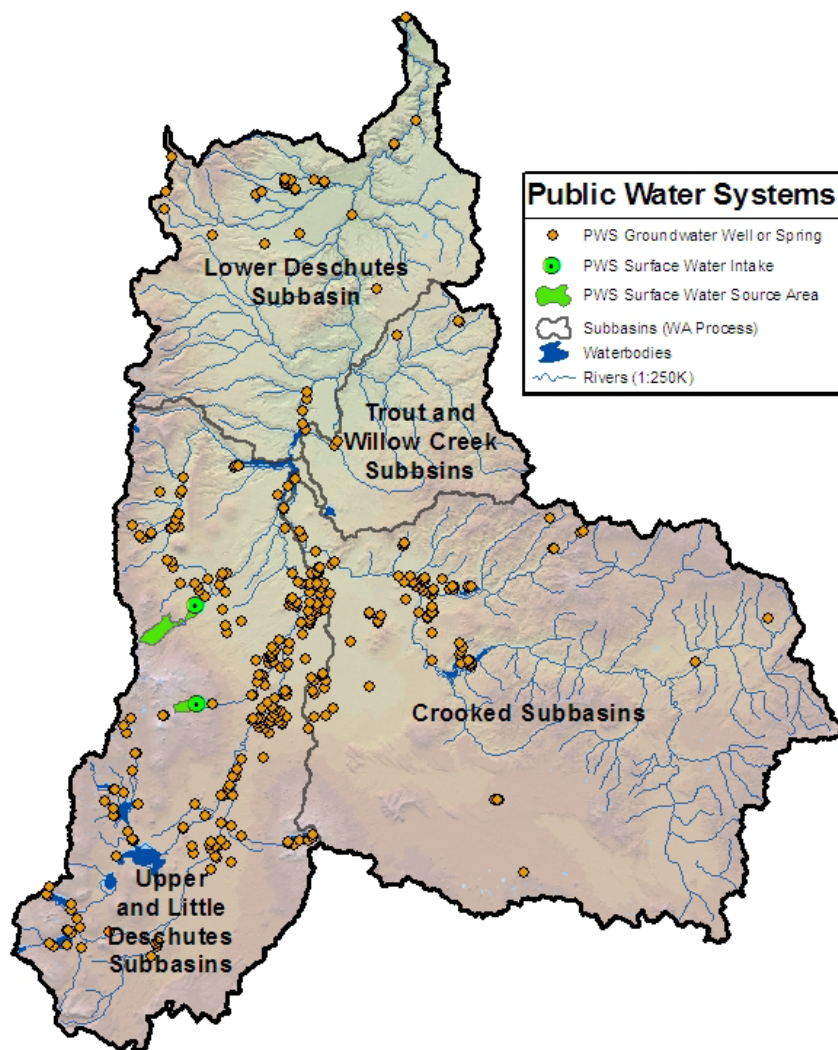 Public Water Systems
PWS Groundwater Well or Spring
PWS Surface Water Intake
PWS Surface Water Source Area
Subbasins (WA Process)
Waterbodies
Rivers (1:250K)
Lower Deschutes
Subbasin
Trout and
Willow Creek
Subbsins
Crooked Subbasins
Upper
and Little
Deschutes
Subbasins